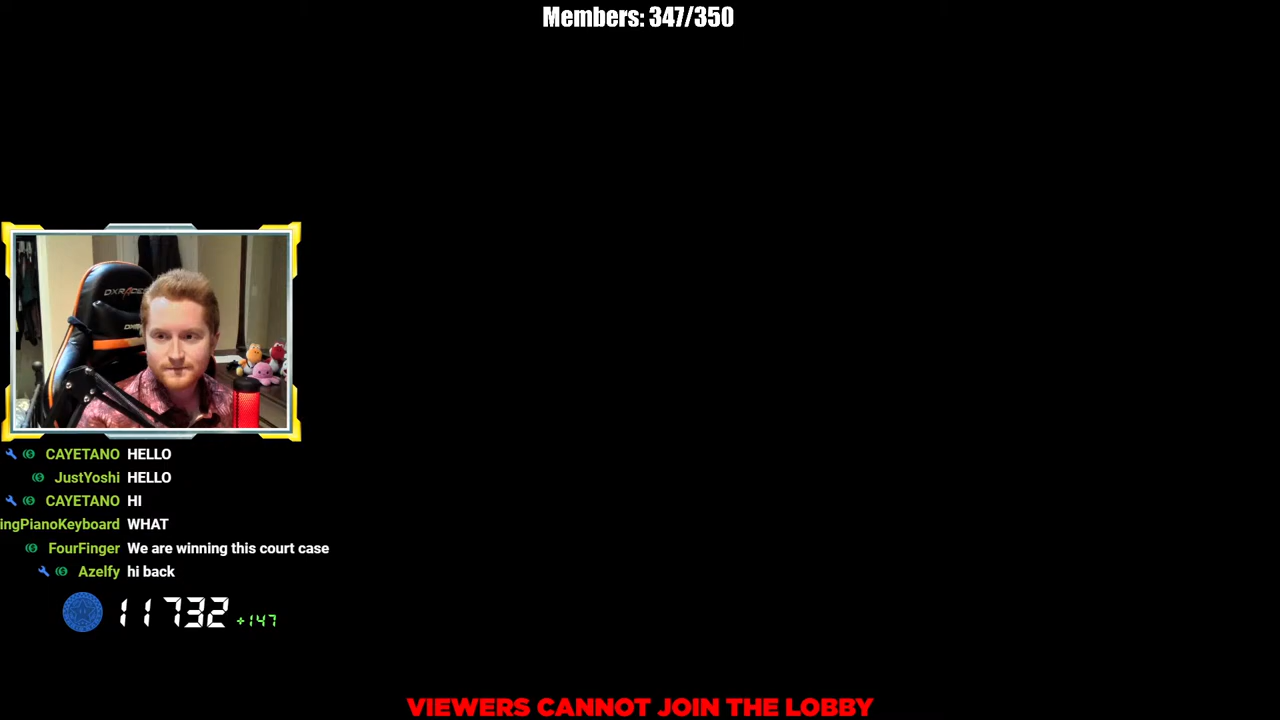 Members: 347/350
DXRACER
CAYETANO HELLO
JustYoshi HELLO
CAYETANO HI
ingPianoKeyboard WHAT
FourFinger We are winning this court case
Azelfy hi back
11732 +147
VIEWERS CANNOT JOIN THE LOBBY